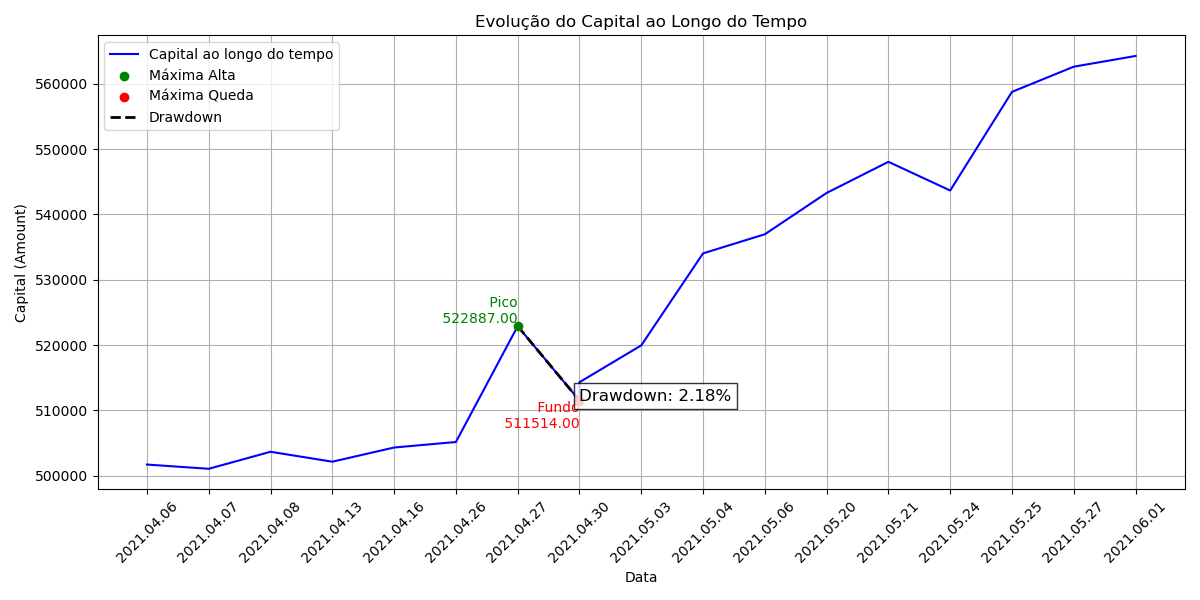 Evolução do Capital ao Longo do Tempo
Capital ao longo do tempo
Máxima Alta
Máxima Queda
Drawdown
Capital (Amount)
560000
550000
540000
530000
520000
510000
500000
Pico
522887.00
Drawdown: 2.18%
Fundo
511514.00
2021.04.06
2021.04.07
2021.04.08
2021.04.13
2021.04.16
2021.04.26
2021.04.27
2021.04.30
2021.05.03
2021.05.04
2021.05.06
2021.05.20
2021.05.21
2021.05.24
2021.05.25
2021.05.27
2021.06.01
Data